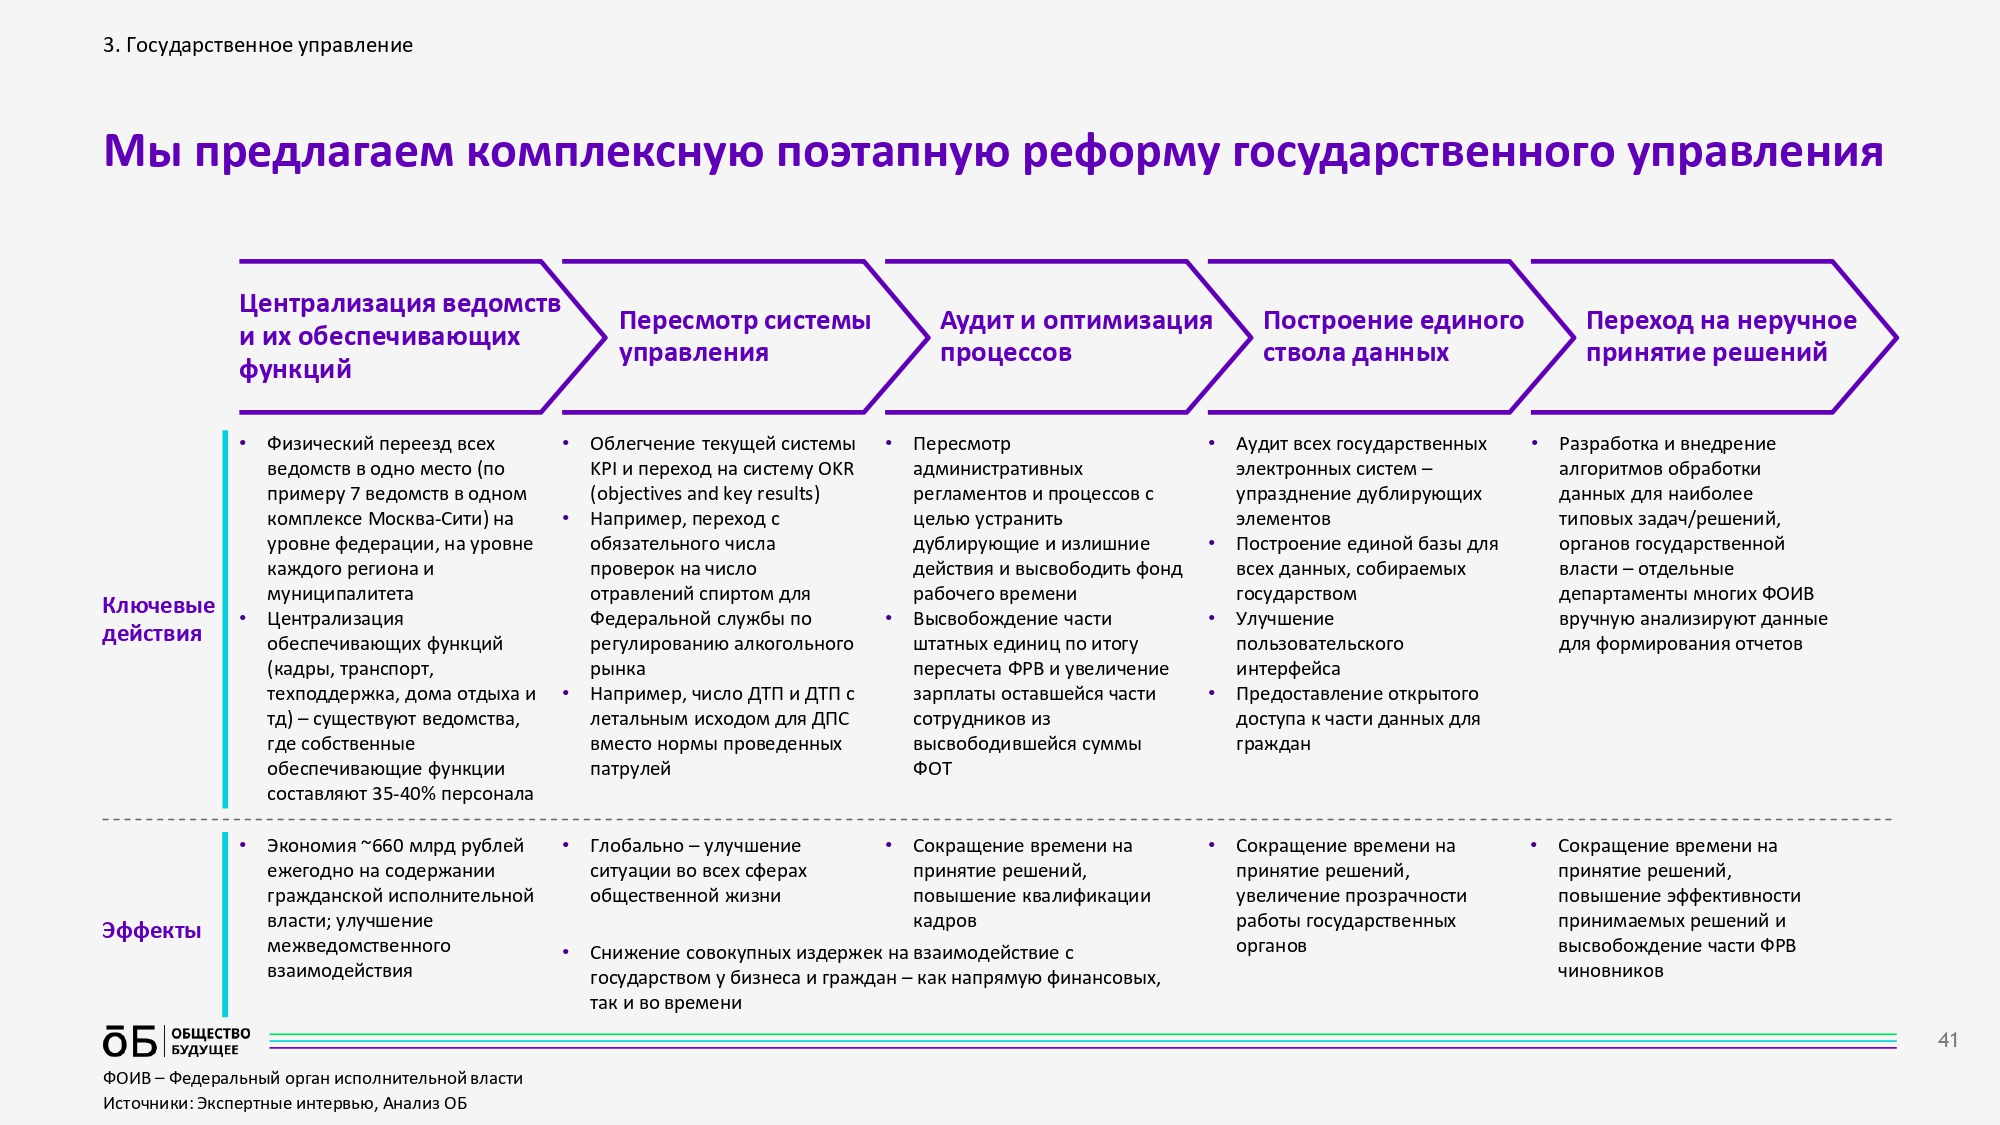 3. Государственное управление
Мы предлагаем комплексную поэтапную реформу государственного управления
Централизация ведомств
и их обеспечивающих
функций
Пересмотр системы
управления
Аудит и оптимизация
процессов
Построение единого
ствола данных
Переход на неручное
принятие решений
Ключевые
действия
• Физический переезд всех
ведомств в одно место (по
примеру 7 ведомств в одном
комплексе Москва-Сити) на
уровне федерации, на уровне
каждого региона и
муниципалитета
• Централизация
обеспечивающих функций
(кадры, транспорт,
техподдержка, дома отдыха и
тд) – существуют ведомства,
где собственные
обеспечивающие функции
составляют 35-40% персонала
• Облегчение текущей системы
KPI и переход на систему OKR
(objectives and key results)
• Например, переход с
обязательного числа
проверок на число
отравлений спиртом для
Федеральной службы по
регулированию алкогольного
рынка
• Например, число ДТП и ДТП с
летальным исходом для ДПС
вместо нормы проведенных
патрулей
• Пересмотр
административных
регламентов и процессов с
целью устранить
дублирующие и излишние
действия и высвободить фонд
рабочего времени
• Высвобождение части
штатных единиц по итогу
пересчета ФРВ и увеличение
зарплаты оставшейся части
сотрудников из
высвободившейся суммы
ФОТ
• Аудит всех государственных
электронных систем –
упразднение дублирующих
элементов
• Построение единой базы для
всех данных, собираемых
государством
• Улучшение
пользовательского
интерфейса
• Предоставление открытого
доступа к части данных для
граждан
• Разработка и внедрение
алгоритмов обработки
данных для наиболее
типовых задач/решений,
органов государственной
власти – отдельные
департаменты многих ФОИВ
вручную анализируют данные
для формирования отчетов
Эффекты
• Экономия ~660 млрд рублей
ежегодно на содержании
гражданской исполнительной
власти; улучшение
межведомственного
взаимодействия
• Глобально – улучшение
ситуации во всех сферах
общественной жизни
• Сокращение времени на
принятие решений,
повышение квалификации
кадров
• Снижение совокупных издержек на взаимодействие с
государством у бизнеса и граждан – как напрямую финансовых,
так и во времени
• Сокращение времени на
принятие решений,
увеличение прозрачности
работы государственных
органов
• Сокращение времени на
принятие решений,
повышение эффективности
принимаемых решений и
высвобождение части ФРВ
чиновников
ōБ
ОБЩЕСТВО
БУДУЩЕЕ
41
ФОИВ – Федеральный орган исполнительной власти
Источники: Экспертные интервью, Анализ ОБ